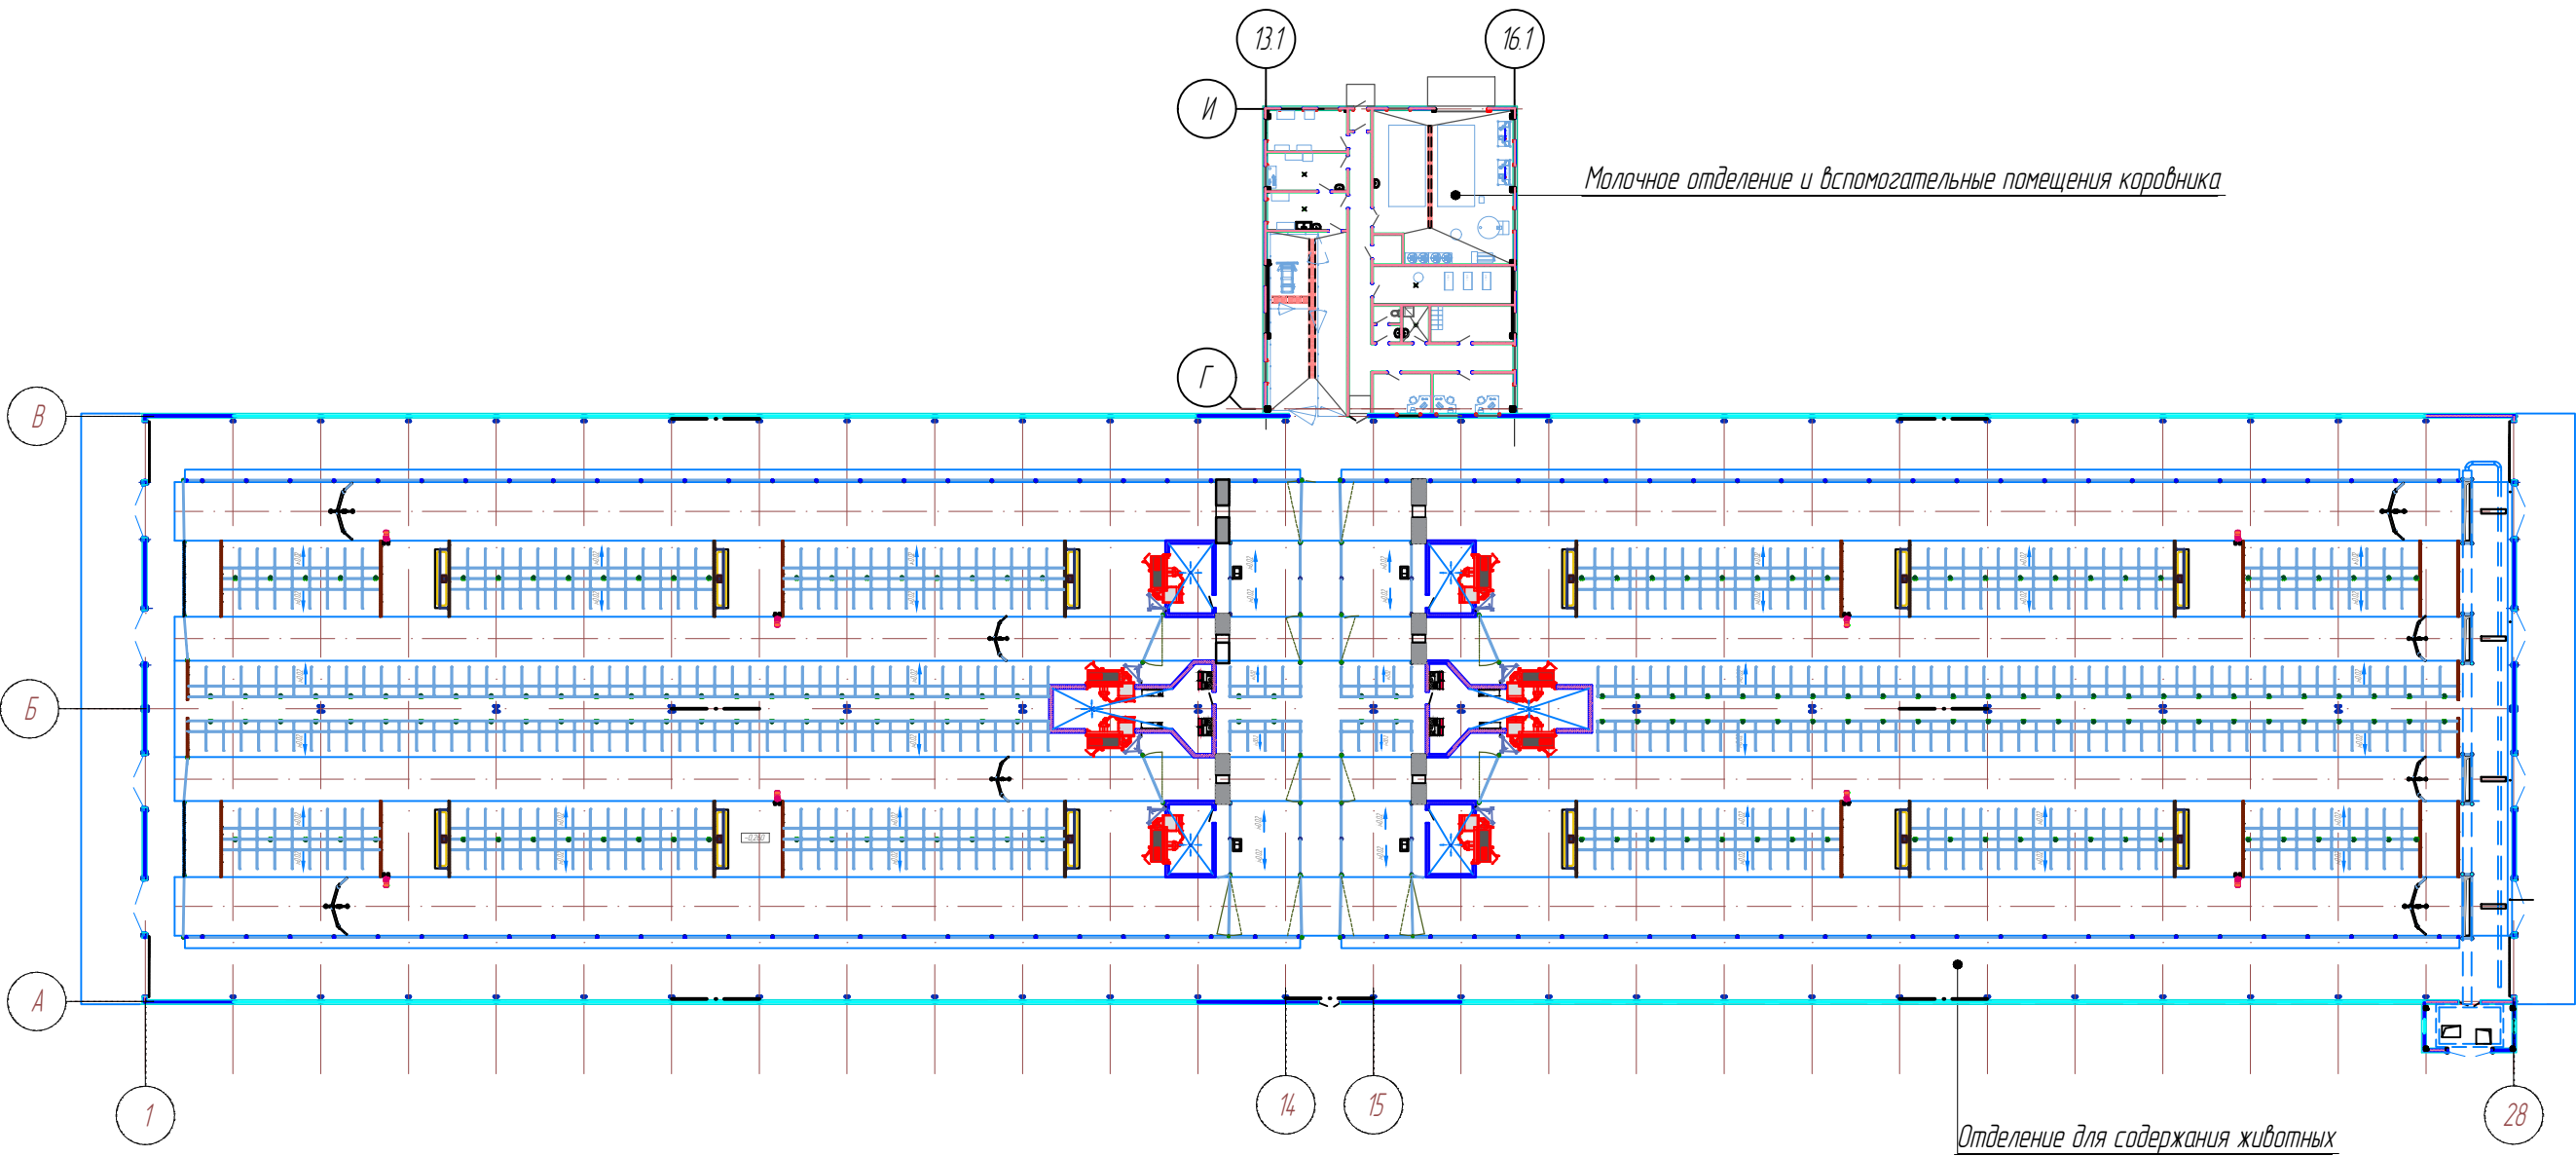 13.1
16.1
И
Молочное отделение и вспомогательные помещения коровника
Г
В
Б
А
1
14
15
28
Отделение для содержания животных